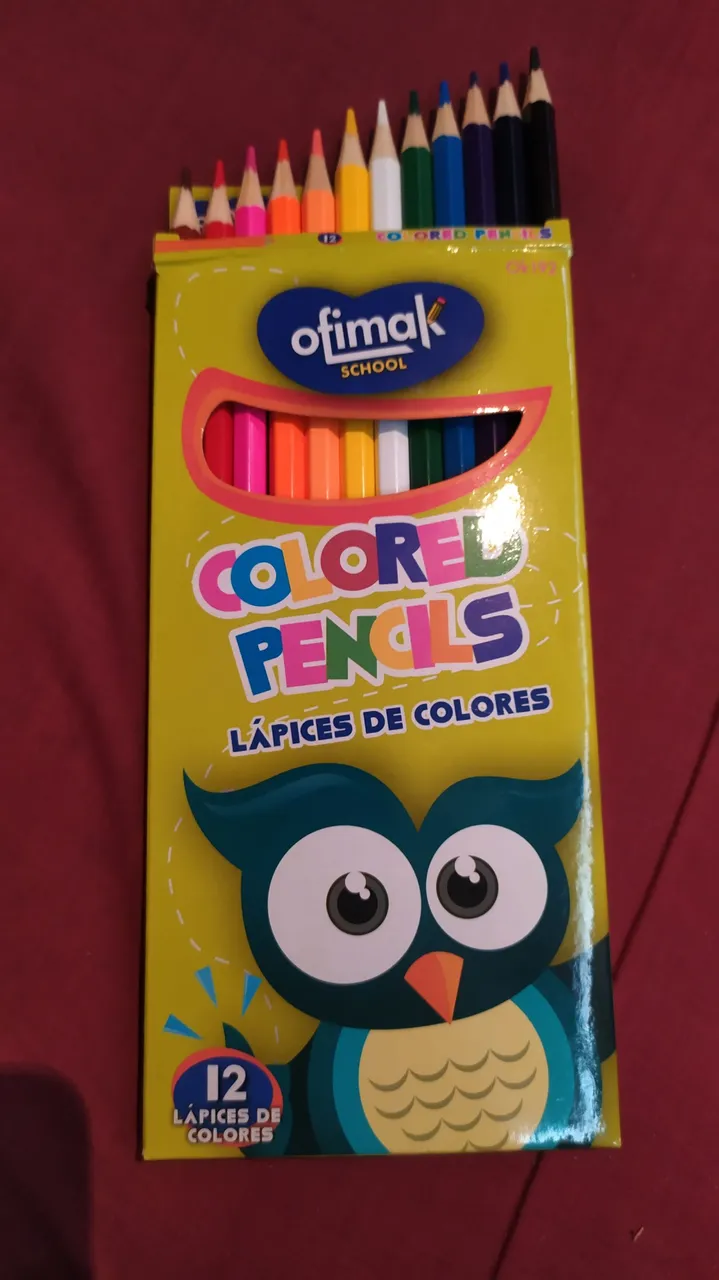 12 COLORED PENCILS
ofimak
SCHOOL
COLORED
PENCILS
LÁPICES DE COLORES
12
LÁPICES DE
COLORES